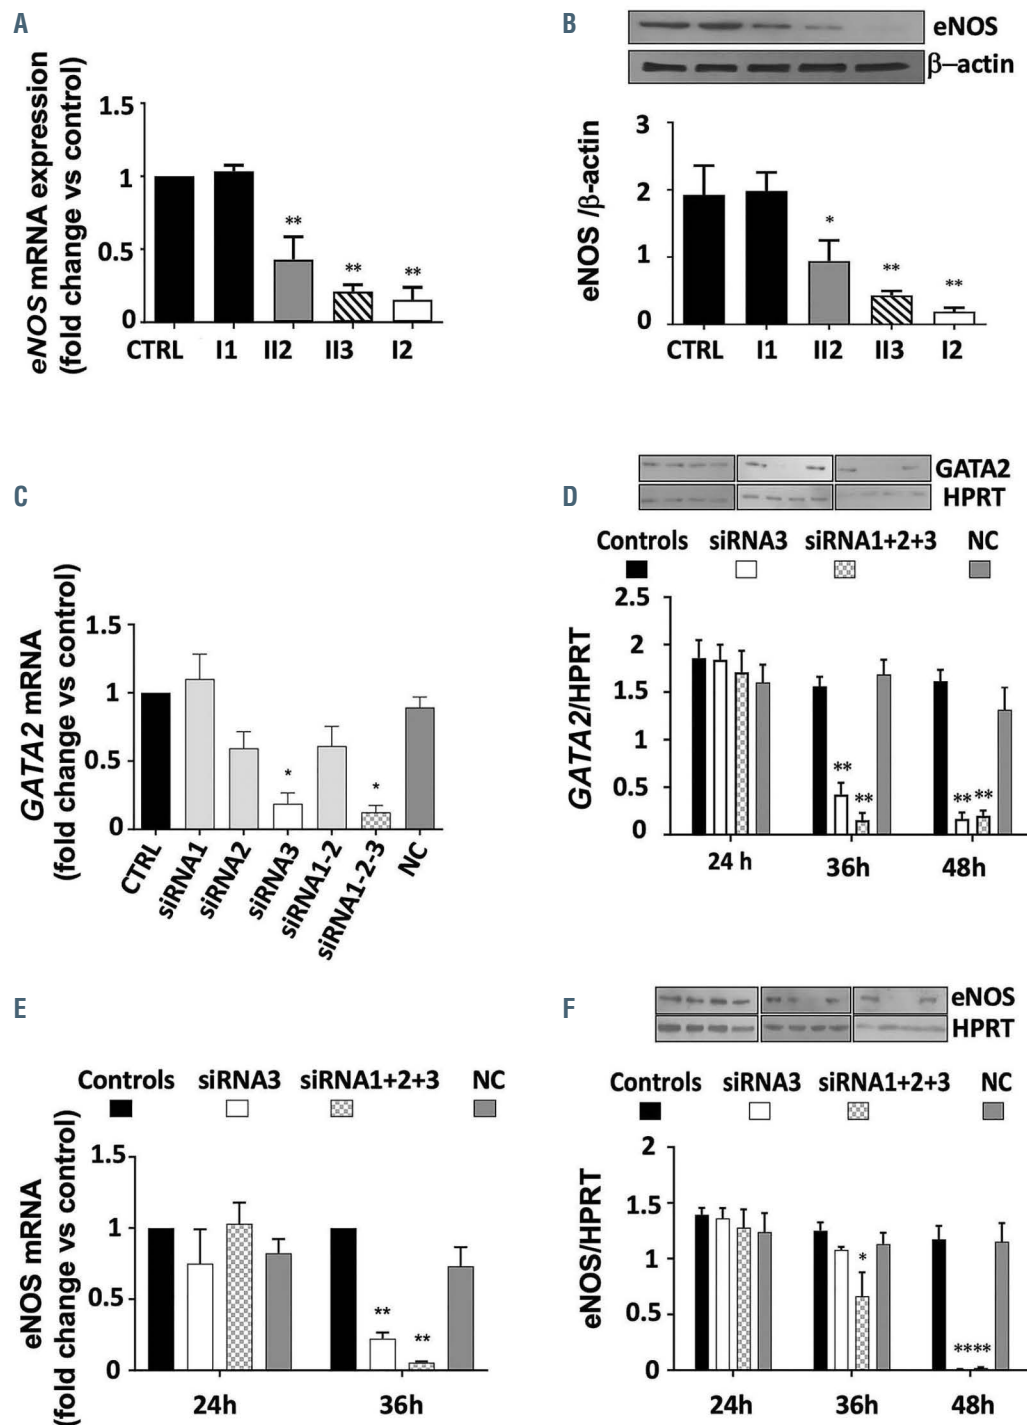 A
eNOS mRNA expression
(fold change vs control)
1.5
1
0.5
0
**
**
**
CTRL I1 II2 II3 I2
B
eNOS
β–actin
eNOS /β-actin
3
2
1
0
*
**
**
CTRL I1 II2 II3 I2
C
GATA2 mRNA
(fold change vs control)
1.5
1
0.5
0
*
*
CTRL
siRNA1
siRNA2
siRNA3
siRNA1-2
siRNA1-2-3
NC
D
GATA2
HPRT
Controls siRNA3 siRNA1+2+3 NC
GATA2/HPRT
2.5
2
1.5
1
0.5
0
**
**
** **
24 h 36h 48h
E
Controls siRNA3 siRNA1+2+3 NC
eNOS mRNA
(fold change vs control)
1.5
1
0.5
0
**
**
24h 36h
F
eNOS
HPRT
Controls siRNA3 siRNA1+2+3 NC
eNOS/HPRT
2
1.5
1
0.5
0
*
****
24h 36h 48h